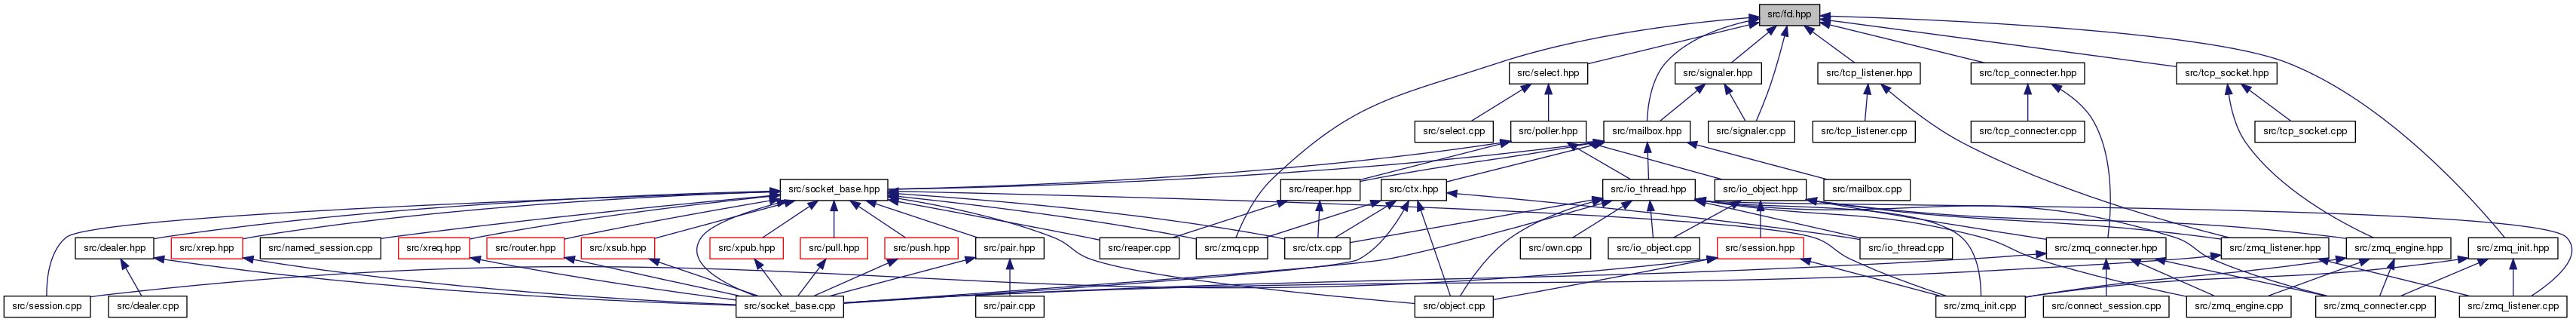 src/fd.hpp
src/select.hpp
src/signaler.hpp
src/tcp_listener.hpp
src/tcp_connecter.hpp
src/tcp_socket.hpp
src/select.cpp
src/poller.hpp
src/mailbox.hpp
src/signaler.cpp
src/tcp_listener.cpp
src/tcp_connecter.cpp
src/tcp_socket.cpp
src/socket_base.hpp
src/reaper.hpp
src/ctx.hpp
src/io_thread.hpp
src/io_object.hpp
src/mailbox.cpp
src/dealer.hpp
src/xrep.hpp
src/named_session.cpp
src/xreq.hpp
src/router.hpp
src/xsub.hpp
src/xpub.hpp
src/pull.hpp
src/push.hpp
src/pair.hpp
src/reaper.cpp
src/zmq.cpp
src/ctx.cpp
src/own.cpp
src/io_object.cpp
src/session.hpp
src/io_thread.cpp
src/zmq_connecter.hpp
src/zmq_listener.hpp
src/zmq_engine.hpp
src/zmq_init.hpp
src/session.cpp
src/dealer.cpp
src/socket_base.cpp
src/pair.cpp
src/object.cpp
src/zmq_init.cpp
src/connect_session.cpp
src/zmq_engine.cpp
src/zmq_connecter.cpp
src/zmq_listener.cpp